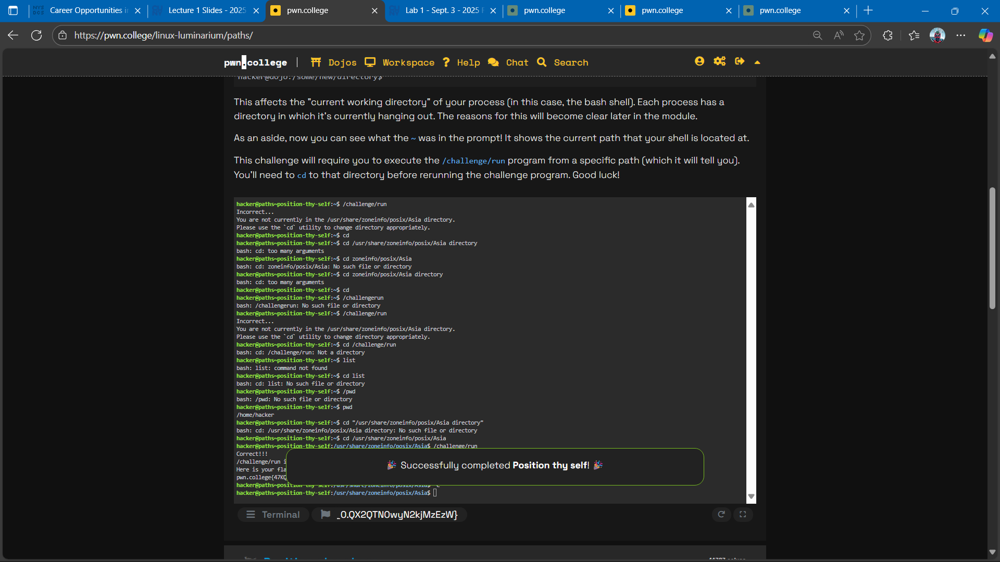 Career Opportunities in
Lecture 1 Slides - 2025
pwn.college
Lab 1 - Sept. 3 - 2025 F
pwn.college
pwn.college
pwn.college
https://pwn.college/linux-luminarium/paths/
pwn.college
Dojos
Workspace
Help
Chat
Search
hacker@dojo:/some/new/directory$
This affects the "current working directory" of your process (in this case, the bash shell). Each process has a
directory in which it's currently hanging out. The reasons for this will become clear later in the module.
As an aside, now you can see what the ~ was in the prompt! It shows the current path that your shell is located at.
This challenge will require you to execute the /challenge/run program from a specific path (which it will tell you).
You'll need to cd to that directory before rerunning the challenge program. Good luck!
hacker@paths~position-thy-self:~$ /challenge/run
Incorrect...
You are not currently in the /usr/share/zoneinfo/posix/Asia directory.
Please use the `cd` utility to change directory appropriately.
hacker@paths~position-thy-self:~$ cd
hacker@paths~position-thy-self:~$ cd /usr/share/zoneinfo/posix/Asia directory
bash: cd: too many arguments
hacker@paths~position-thy-self:~$ cd zoneinfo/posix/Asia
bash: cd: zoneinfo/posix/Asia: No such file or directory
hacker@paths~position-thy-self:~$ cd zoneinfo/posix/Asia directory
bash: cd: too many arguments
hacker@paths~position-thy-self:~$ cd
hacker@paths~position-thy-self:~$ /challengerun
bash: /challengerun: No such file or directory
hacker@paths~position-thy-self:~$ /challenge/run
Incorrect...
You are not currently in the /usr/share/zoneinfo/posix/Asia directory.
Please use the `cd` utility to change directory appropriately.
hacker@paths~position-thy-self:~$ cd /challenge/run
bash: cd: /challenge/run: Not a directory
hacker@paths~position-thy-self:~$ list
bash: list: command not found
hacker@paths~position-thy-self:~$ cd list
bash: cd: list: No such file or directory
hacker@paths~position-thy-self:~$ /pwd
bash: /pwd: No such file or directory
hacker@paths~position-thy-self:~$ pwd
/home/hacker
hacker@paths~position-thy-self:~$ cd "/usr/share/zoneinfo/posix/Asia directory"
bash: cd: /usr/share/zoneinfo/posix/Asia directory: No such file or directory
hacker@paths~position-thy-self:~$ cd /usr/share/zoneinfo/posix/Asia
hacker@paths~position-thy-self:/usr/share/zoneinfo/posix/Asia$ /challenge/run
Correct!!!
/challenge/run i
Here is your fla
pwn.college{47KQ
🎉 Successfully completed Position thy self! 🎉
hacker@paths~position-thy-self:/usr/share/zoneinfo/posix/Asia$
hacker@paths~position-thy-self:/usr/share/zoneinfo/posix/Asia$
Terminal
_0.QX2QTN0wyN2kjMzEzW}